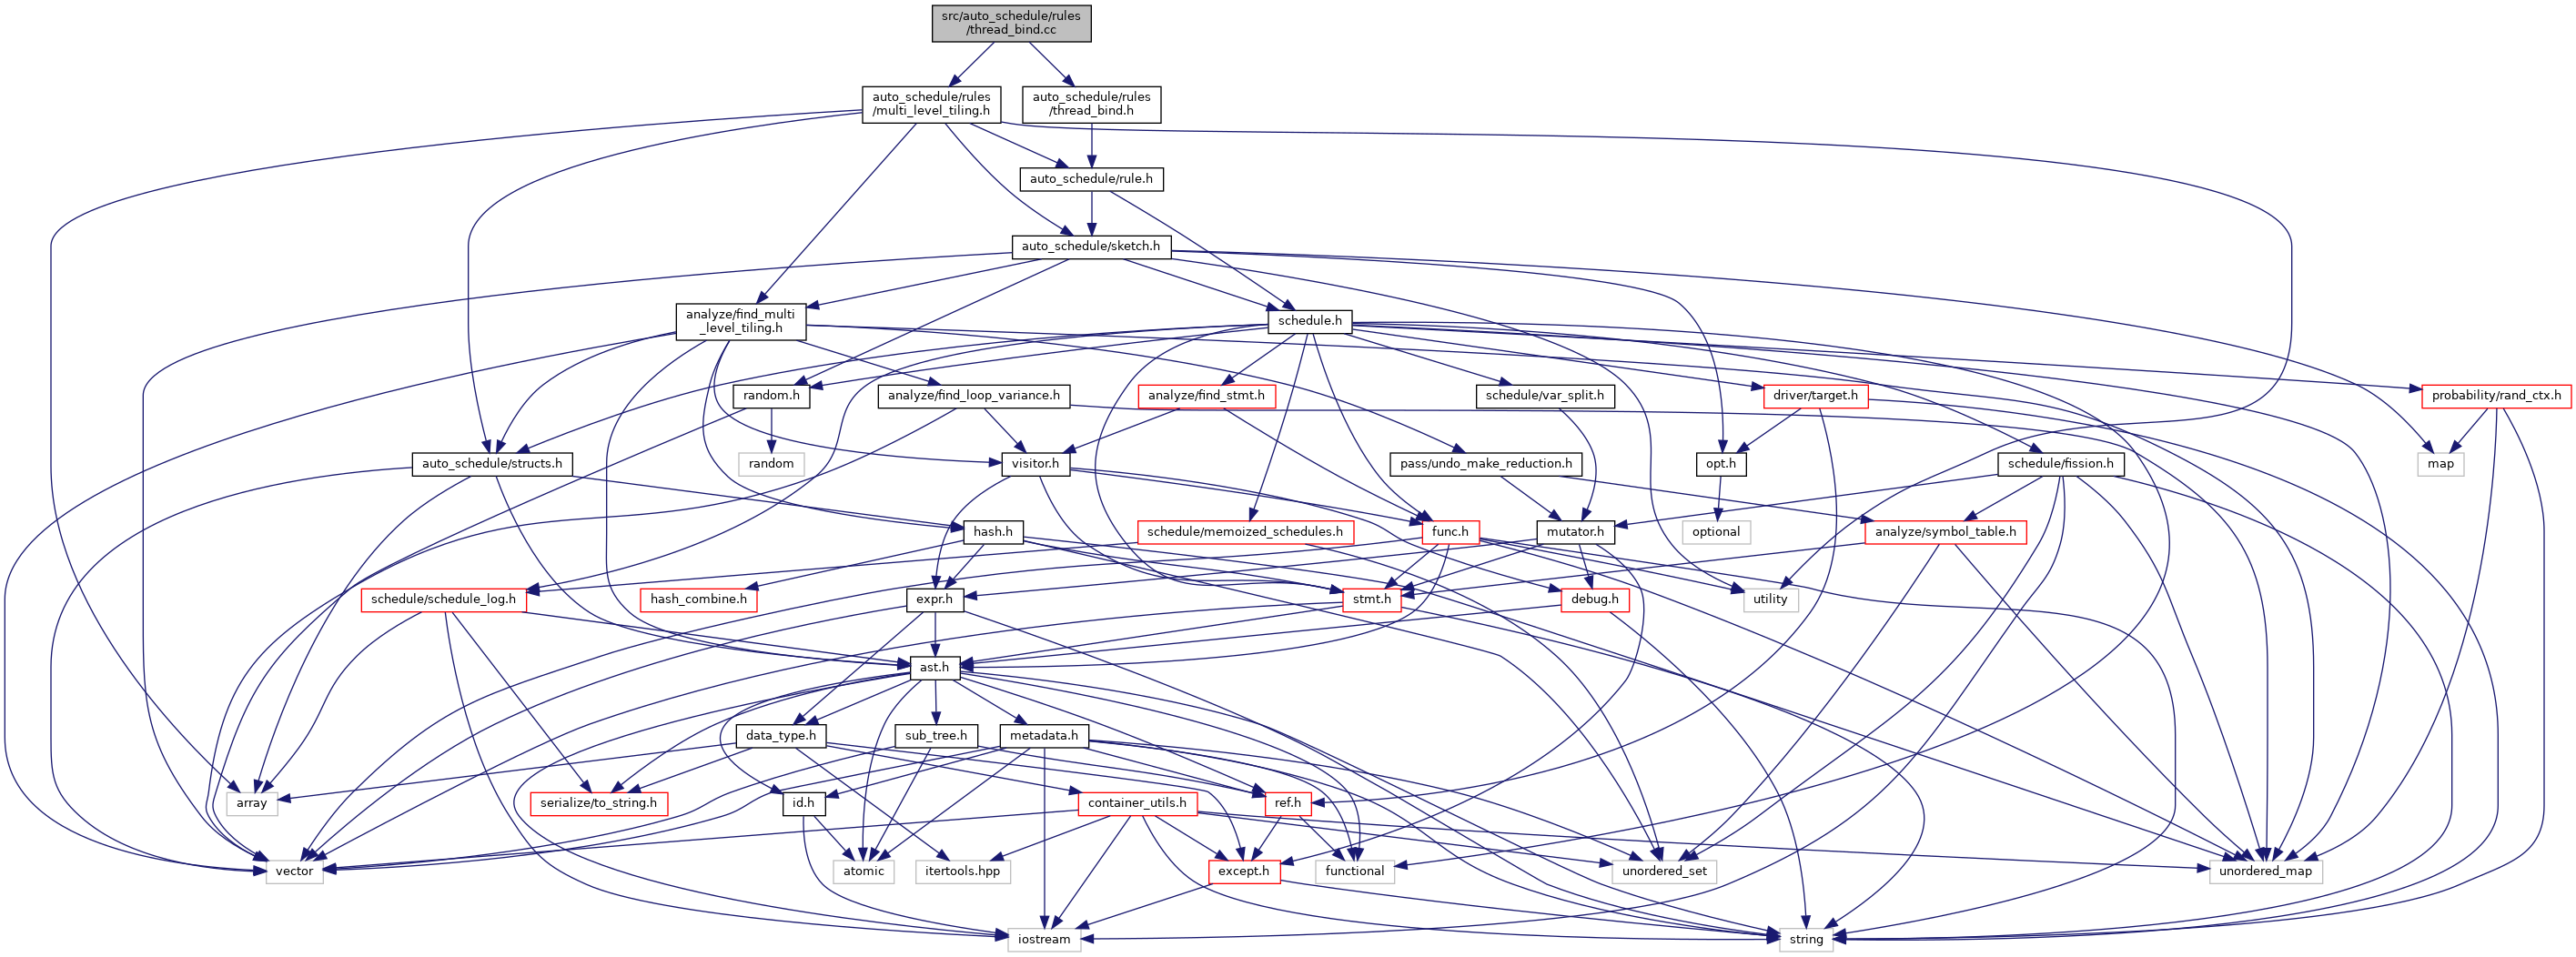 src/auto_schedule/rules
/thread_bind.cc
auto_schedule/rules
/multi_level_tiling.h
auto_schedule/rules
/thread_bind.h
auto_schedule/rule.h
auto_schedule/sketch.h
analyze/find_multi
_level_tiling.h
schedule.h
random.h
analyze/find_loop_variance.h
analyze/find_stmt.h
schedule/var_split.h
driver/target.h
probability/rand_ctx.h
auto_schedule/structs.h
random
visitor.h
pass/undo_make_reduction.h
opt.h
schedule/fission.h
map
hash.h
schedule/memoized_schedules.h
func.h
mutator.h
optional
analyze/symbol_table.h
schedule/schedule_log.h
hash_combine.h
expr.h
stmt.h
debug.h
utility
ast.h
data_type.h
sub_tree.h
metadata.h
array
serialize/to_string.h
id.h
container_utils.h
ref.h
vector
atomic
itertools.hpp
except.h
functional
unordered_set
unordered_map
iostream
string